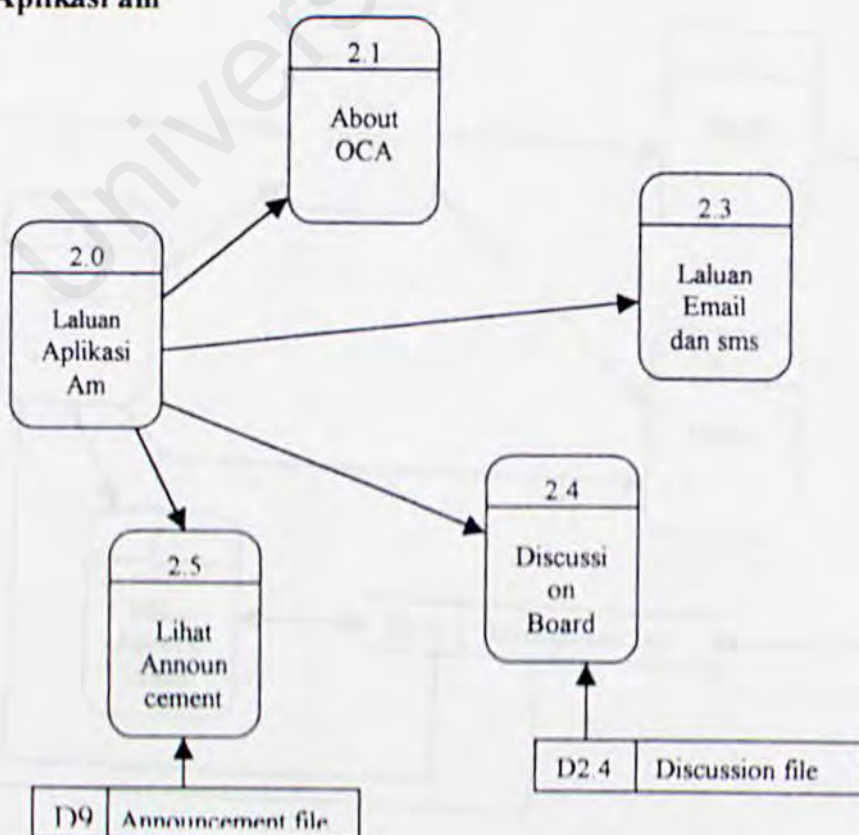 Aplikasi am
2.1
About
OCA
2.3
Laluan
Email
dan sms
2.0
Laluan
Aplikasi
Am
2.4
Discussi
on
Board
2.5
Lihat
Announ
cement
D2.4 Discussion file
D9 Announcement file